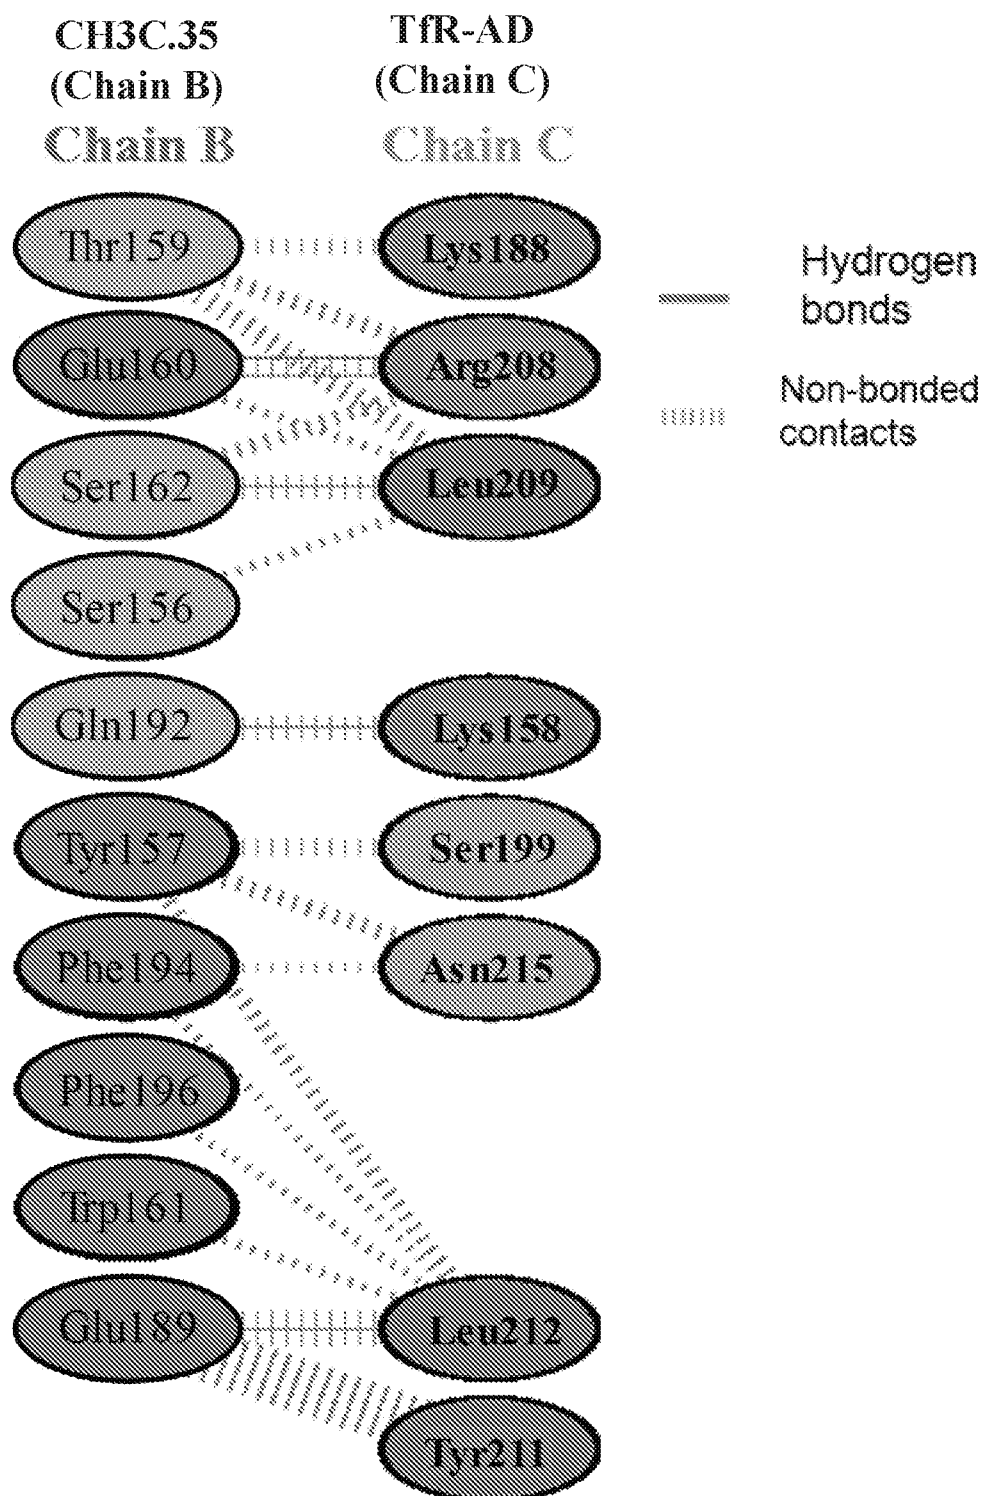 CH3C.35
(Chain B)
TfR-AD
(Chain C)
Chain B
Chain C
Thr159
Lys188
Glu160
Arg208
Ser162
Leu209
Ser156
Gln192
Lys158
Tyr157
Ser199
Phe194
Asn215
Phe196
Trp161
Glu189
Leu212
Tyr211
Hydrogen
bonds
Non-bonded
contacts